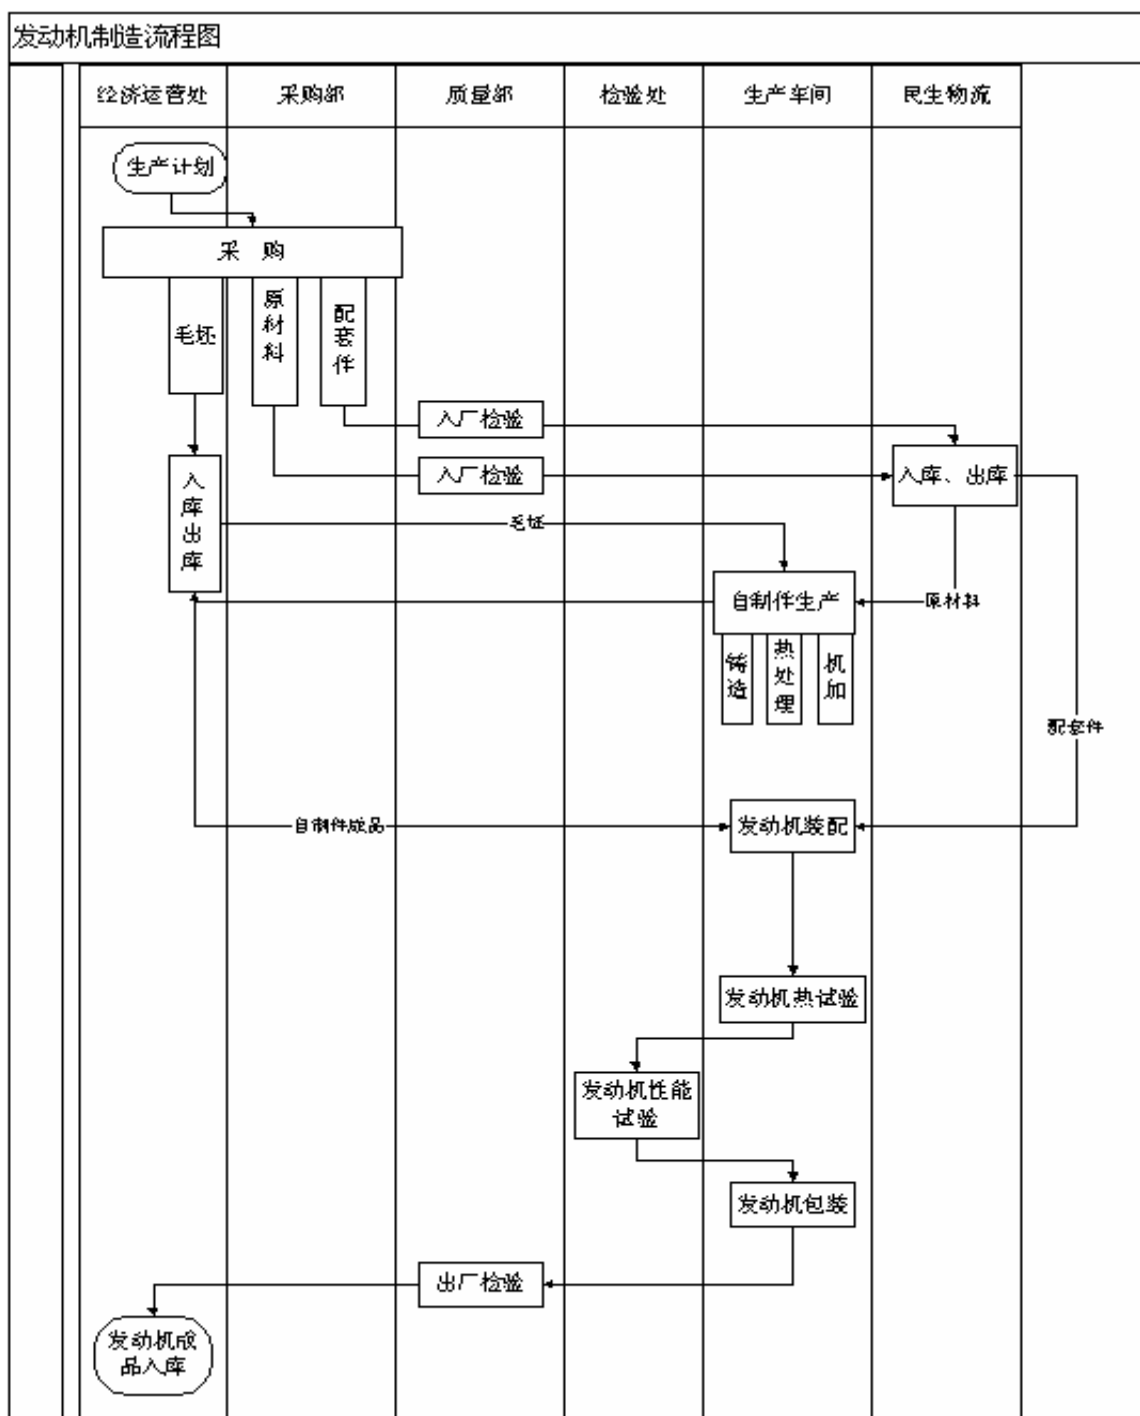 发动机制造流程图
经济运营处 采购部 质量部 检验处 生产车间 民生物流
生产计划
采 购
毛坯
原材料
配套件
入厂检验
入厂检验
入库、出库
入库出库
毛坯
自制件生产
原材料
铸造
热处理
机加
配套件
自制件成品
发动机装配
发动机热试验
发动机性能
试验
发动机包装
出厂检验
发动机成
品入库